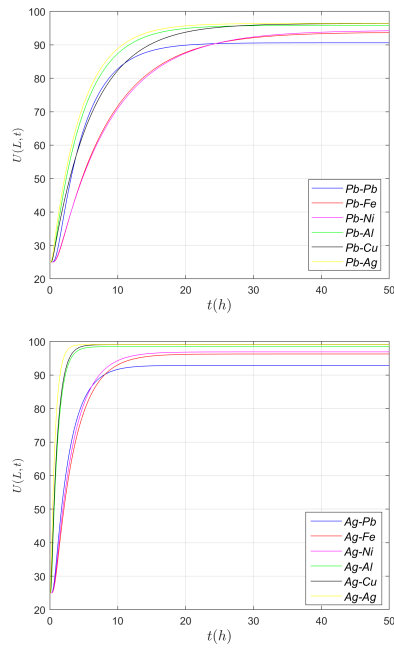 100
90
80
70
60
50
40
30
20
U(L,t)
0 10 20 30 40 50
t(h)
Pb-Pb
Pb-Fe
Pb-Ni
Pb-Al
Pb-Cu
Pb-Ag
100
90
80
70
60
50
40
30
20
U(L,t)
0 10 20 30 40 50
t(h)
Ag-Pb
Ag-Fe
Ag-Ni
Ag-Al
Ag-Cu
Ag-Ag